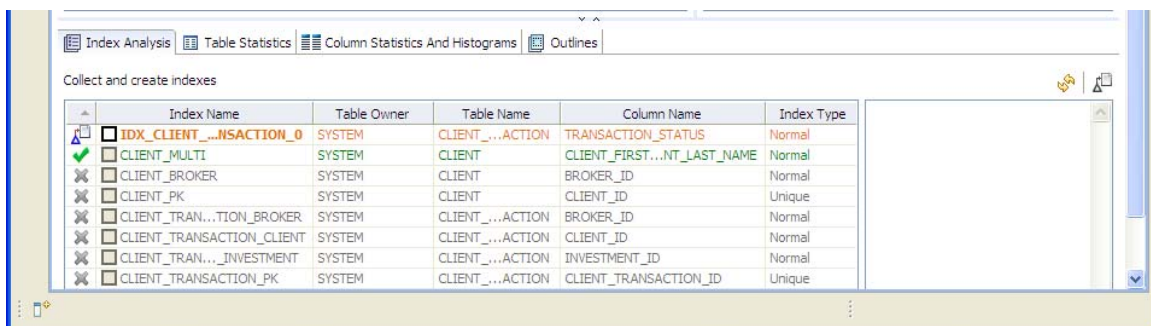 Index Analysis Table Statistics Column Statistics And Histograms Outlines
Collect and create indexes
Index Name Table Owner Table Name Column Name Index Type
IDX_CLIENT_...NSACTION_0 SYSTEM CLIENT_...ACTION TRANSACTION_STATUS Normal
CLIENT_MULTI SYSTEM CLIENT CLIENT_FIRST...NT_LAST_NAME Normal
CLIENT_BROKER SYSTEM CLIENT BROKER_ID Normal
CLIENT_PK SYSTEM CLIENT CLIENT_ID Unique
CLIENT_TRAN...TION_BROKER SYSTEM CLIENT_...ACTION BROKER_ID Normal
CLIENT_TRANSACTION_CLIENT SYSTEM CLIENT_...ACTION CLIENT_ID Normal
CLIENT_TRAN..._INVESTMENT SYSTEM CLIENT_...ACTION INVESTMENT_ID Normal
CLIENT_TRANSACTION_PK SYSTEM CLIENT_...ACTION CLIENT_TRANSACTION_ID Unique